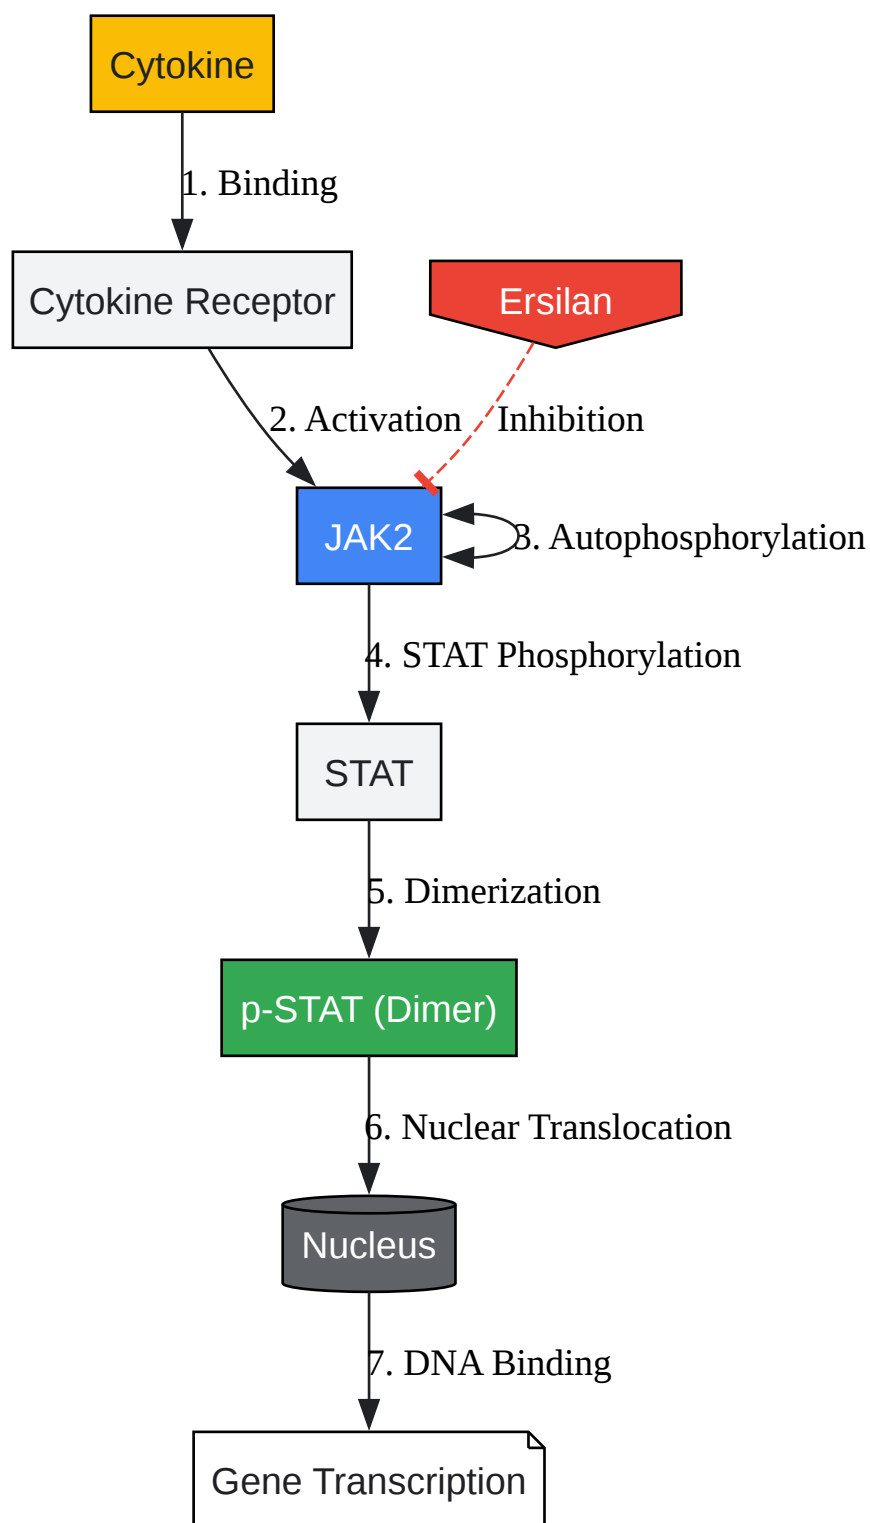 Cytokine
1. Binding
Cytokine Receptor
Ersilan
2. Activation
Inhibition
JAK2
3. Autophosphorylation
4. STAT Phosphorylation
STAT
5. Dimerization
p-STAT (Dimer)
6. Nuclear Translocation
Nucleus
7. DNA Binding
Gene Transcription